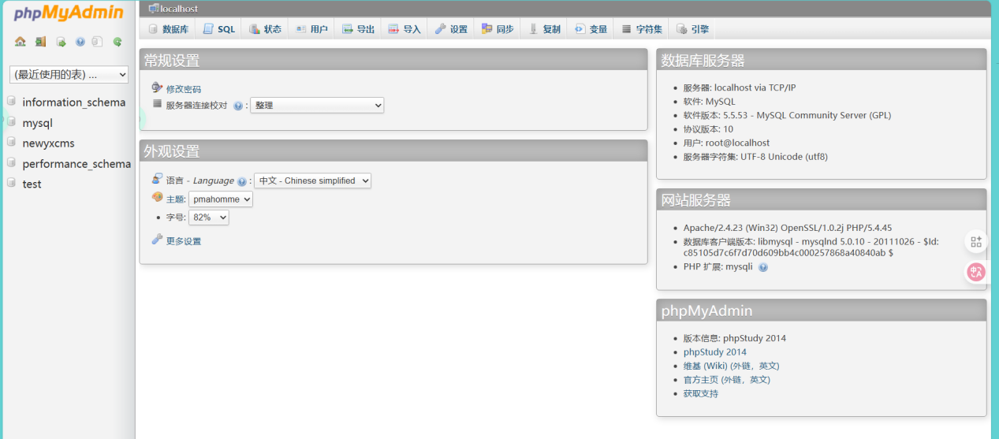 phpMyAdmin
(最近使用的表) ...
information_schema
mysql
newyxcms
performance_schema
test
localhost
数据库 SQL 状态 用户 导出 导入 设置 同步 复制 变量 字符集 引擎
常规设置
修改密码
服务器连接校对 : 整理
外观设置
语言 - Language : 中文 - Chinese simplified
主题: pmahomme
字号: 82%
更多设置
数据库服务器
服务器: localhost via TCP/IP
软件: MySQL
软件版本: 5.5.53 - MySQL Community Server (GPL)
协议版本: 10
用户: root@localhost
服务器字符集: UTF-8 Unicode (utf8)
网站服务器
Apache/2.4.23 (Win32) OpenSSL/1.0.2j PHP/5.4.45
数据库客户端版本: libmysql - mysqlnd 5.0.10 - 20111026 - $Id:
c85105d7c6f7d70d609bb4c000257868a40840ab $
PHP 扩展: mysqli
phpMyAdmin
版本信息: phpStudy 2014
phpStudy 2014
维基 (Wiki) (外链，英文)
官方主页 (外链，英文)
获取支持